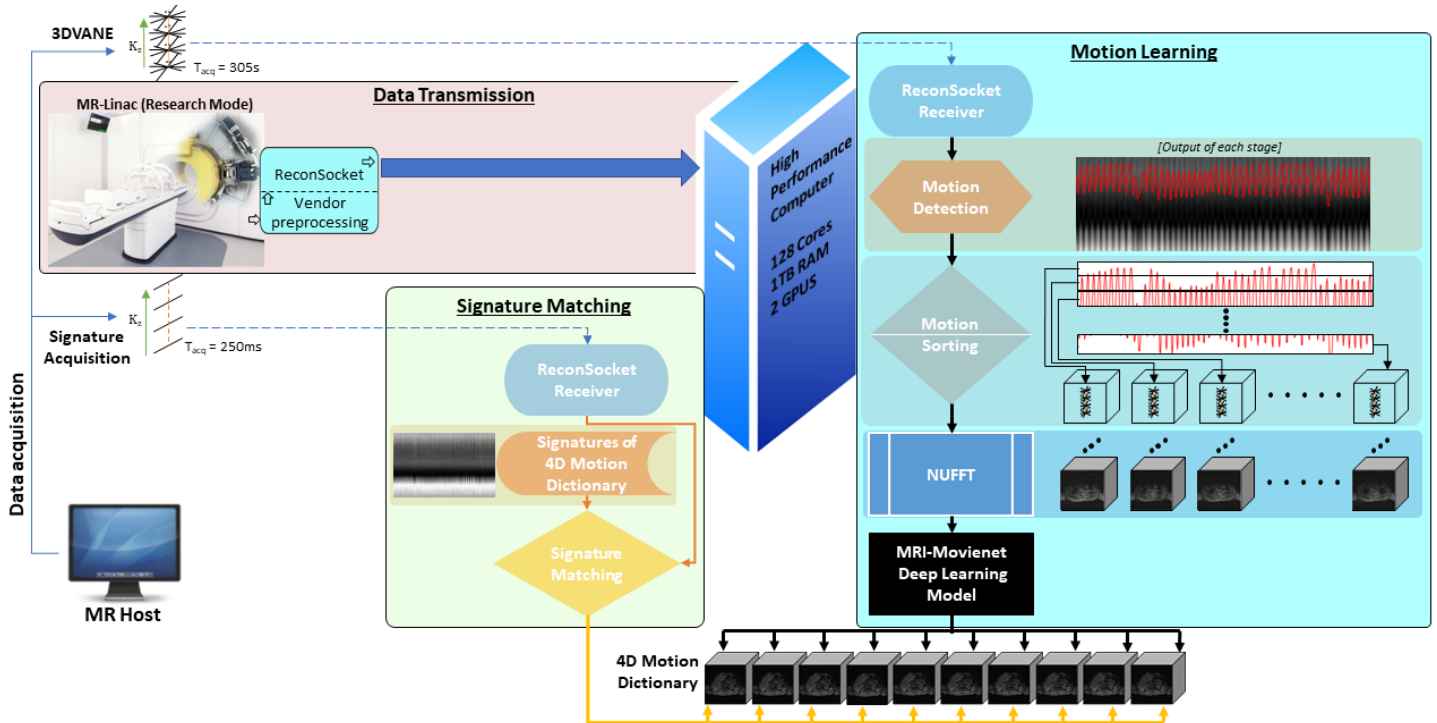 3DVANE
Kz
Tacq = 305s
Data Transmission
MR-Linac (Research Mode)
ReconSocket
Vendor
preprocessing
High
Performance
Computer
128 Cores
1TB RAM
2 GPUS
Motion Learning
ReconSocket
Receiver
[Output of each stage]
Motion
Detection
Motion
Sorting
NUFFT
MRI-Movienet
Deep Learning
Model
Kz
Signature
Acquisition
Tacq = 250ms
Signature Matching
ReconSocket
Receiver
Signatures of
4D Motion
Dictionary
Signature
Matching
Data acquisition
MR Host
4D Motion
Dictionary